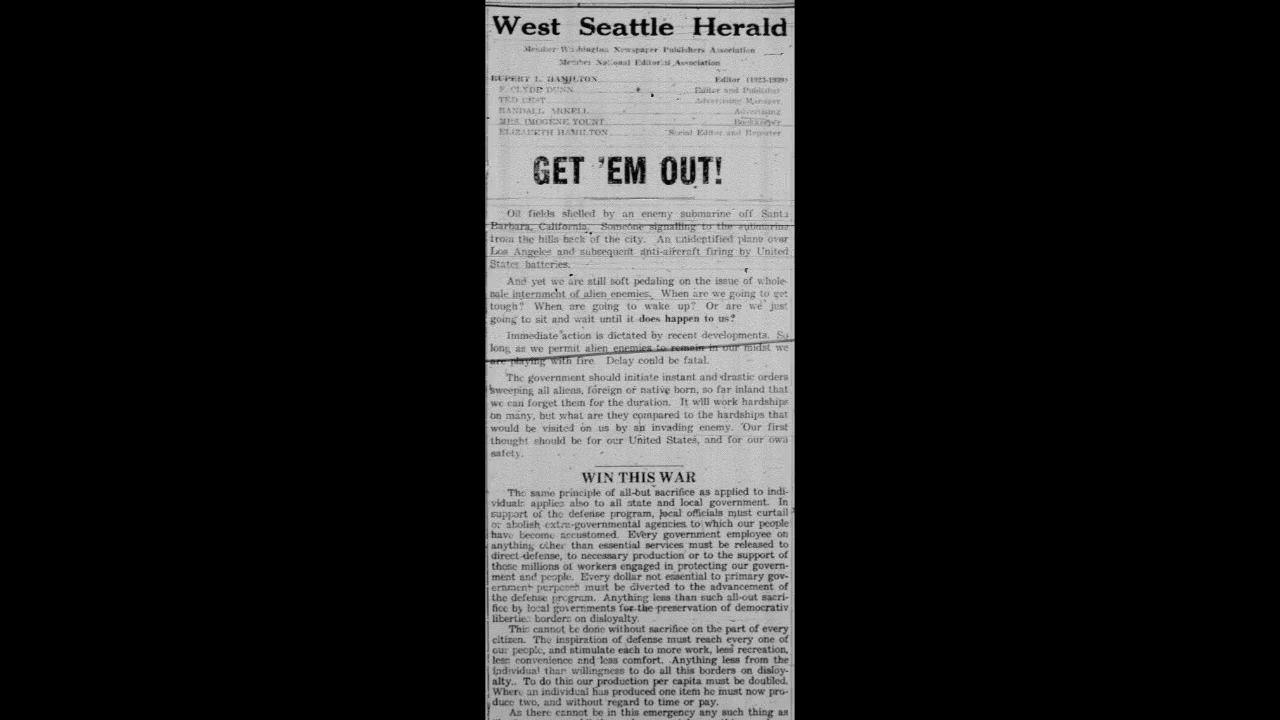 West Seattle Herald
Member Washington Newspaper Publishers Association
Member National Editorial Association
RUPERT L. HAMILTON Editor (1923-1939)
F. CLYDE DUNN Editor and Publisher
TED BEST Advertising Manager
RANDALL ARKELL Advertising
MRS. IMOGENE YOUNT Bookkeeper
ELIZABETH HAMILTON Social Editor and Reporter
GET 'EM OUT!
Oil fields shelled by an enemy submarine off Santa
Barbara, California. Someone signalling to the submarine
from the hills back of the city. An unidentified plane over
Los Angeles and subsequent anti-aircraft firing by United
States batteries.
And yet we are still soft pedaling on the issue of whole-
sale internment of alien enemies. When are we going to get
tough? When are going to wake up? Or are we just
going to sit and wait until it does happen to us?
Immediate action is dictated by recent developments. So
long as we permit alien enemies to remain in our midst we
are playing with fire. Delay could be fatal.
The government should initiate instant and drastic orders
sweeping all aliens, foreign or native born, so far inland that
we can forget them for the duration. It will work hardships
on many, but what are they compared to the hardships that
would be visited on us by an invading enemy. Our first
thought should be for our United States, and for our own
safety.
WIN THIS WAR
The same principle of all-but sacrifice as applied to indi-
viduals applies also to all state and local government. In
support of the defense program, local officials must curtail
or abolish extra-governmental agencies to which our people
have become accustomed. Every government employee on
anything other than essential services must be released to
direct defense, to necessary production or to the support of
those millions of workers engaged in protecting our govern-
ment and people. Every dollar not essential to primary gov-
ernment purposes must be diverted to the advancement of
the defense program. Anything less than such all-out sacri-
fice by local governments for the preservation of democrativ
liberties borders on disloyalty.
This cannot be done without sacrifice on the part of every
citizen. The inspiration of defense must reach every one of
our people, and stimulate each to more work, less recreation,
less convenience and less comfort. Anything less from the
individual than willingness to do all this borders on disloy-
alty. To do this our production per capita must be doubled.
Where an individual has produced one item he must now pro-
duce two, and without regard to time or pay.
As there cannot be in this emergency any such thing as